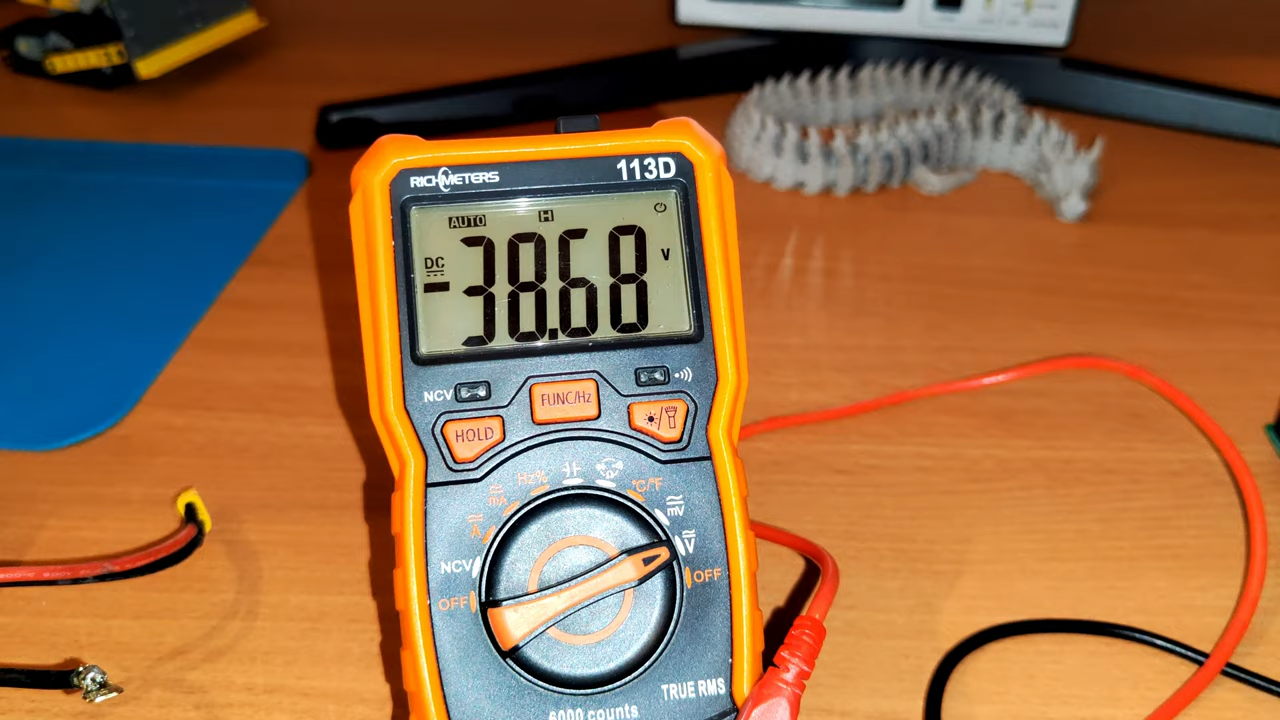 RICHMETERS 113D
AUTO H
DC
-38.68 V
NCV
FUNC/Hz
HOLD
Hz%
mA
°C/°F
mV
A
V
NCV
OFF
OFF
TRUE RMS
6000 counts